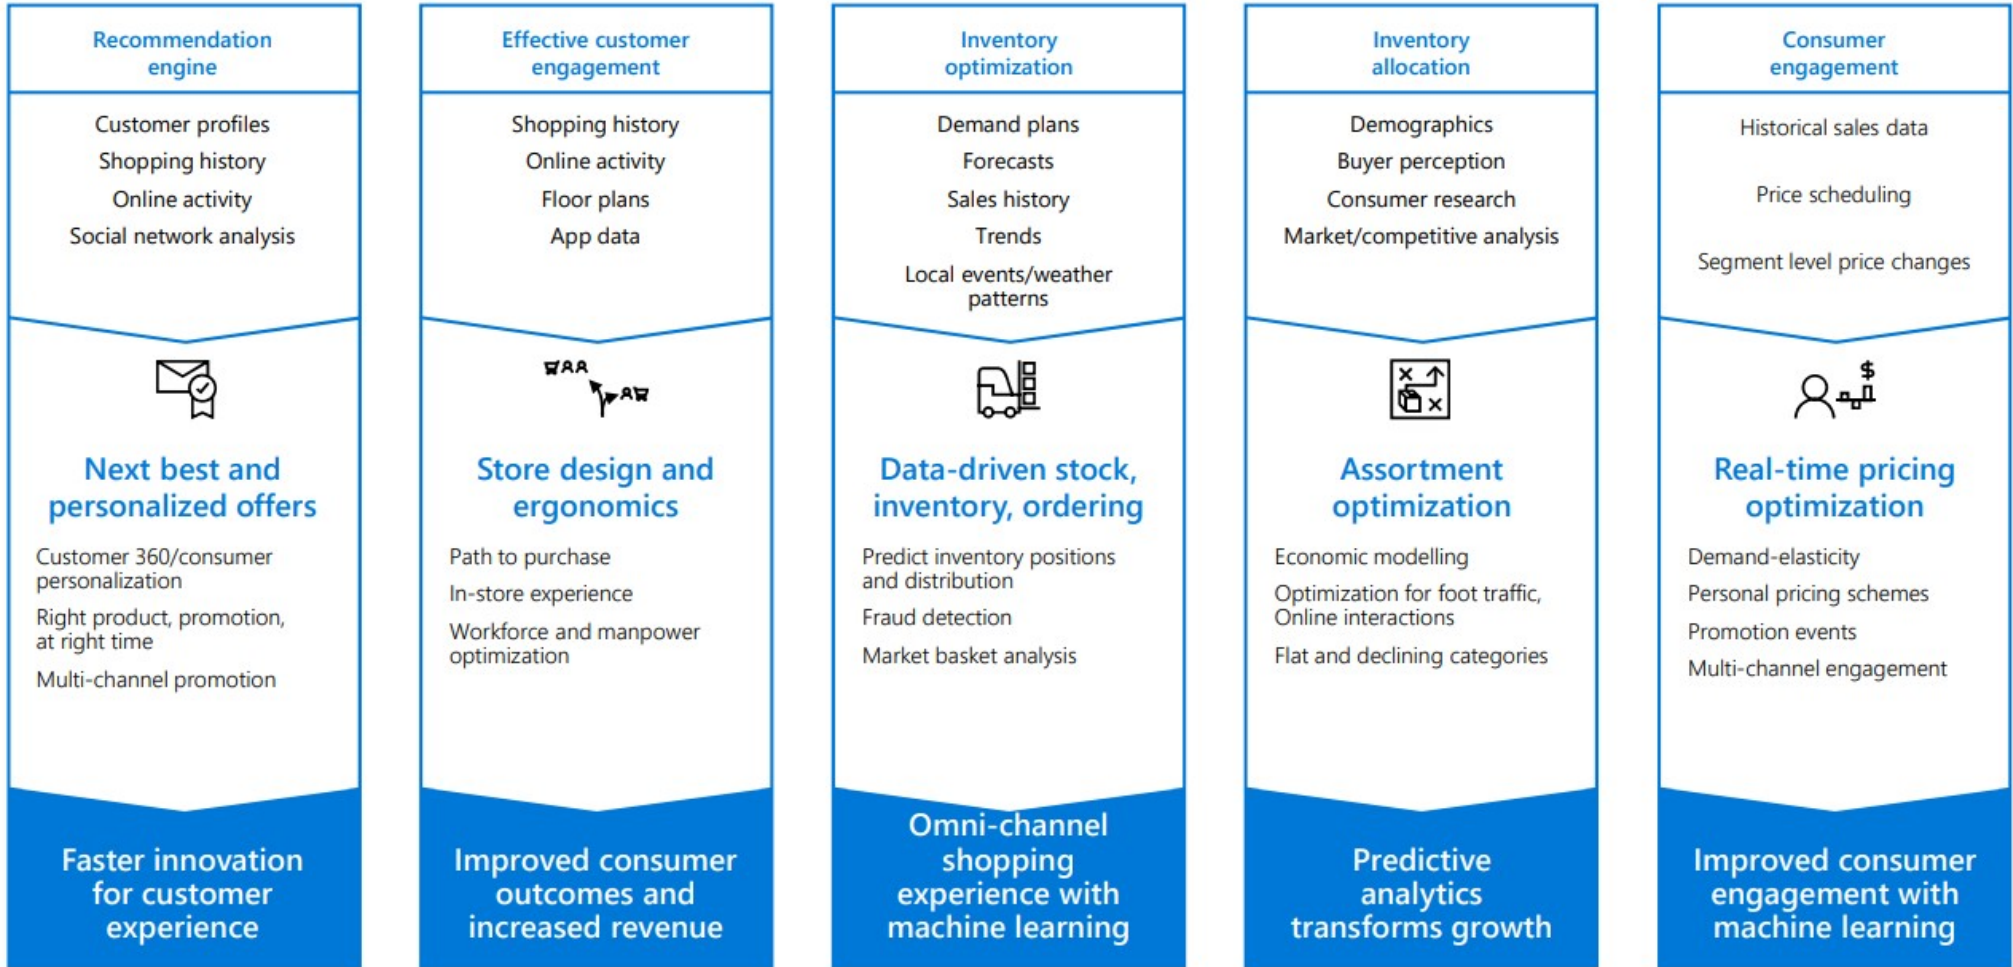 Recommendation
engine
Customer profiles
Shopping history
Online activity
Social network analysis
Next best and
personalized offers
Customer 360/consumer
personalization
Right product, promotion,
at right time
Multi-channel promotion
Faster innovation
for customer
experience
Effective customer
engagement
Shopping history
Online activity
Floor plans
App data
Store design and
ergonomics
Path to purchase
In-store experience
Workforce and manpower
optimization
Improved consumer
outcomes and
increased revenue
Inventory
optimization
Demand plans
Forecasts
Sales history
Trends
Local events/weather
patterns
Data-driven stock,
inventory, ordering
Predict inventory positions
and distribution
Fraud detection
Market basket analysis
Omni-channel
shopping
experience with
machine learning
Inventory
allocation
Demographics
Buyer perception
Consumer research
Market/competitive analysis
Assortment
optimization
Economic modelling
Optimization for foot traffic,
Online interactions
Flat and declining categories
Predictive
analytics
transforms growth
Consumer
engagement
Historical sales data
Price scheduling
Segment level price changes
$
Real-time pricing
optimization
Demand-elasticity
Personal pricing schemes
Promotion events
Multi-channel engagement
Improved consumer
engagement with
machine learning